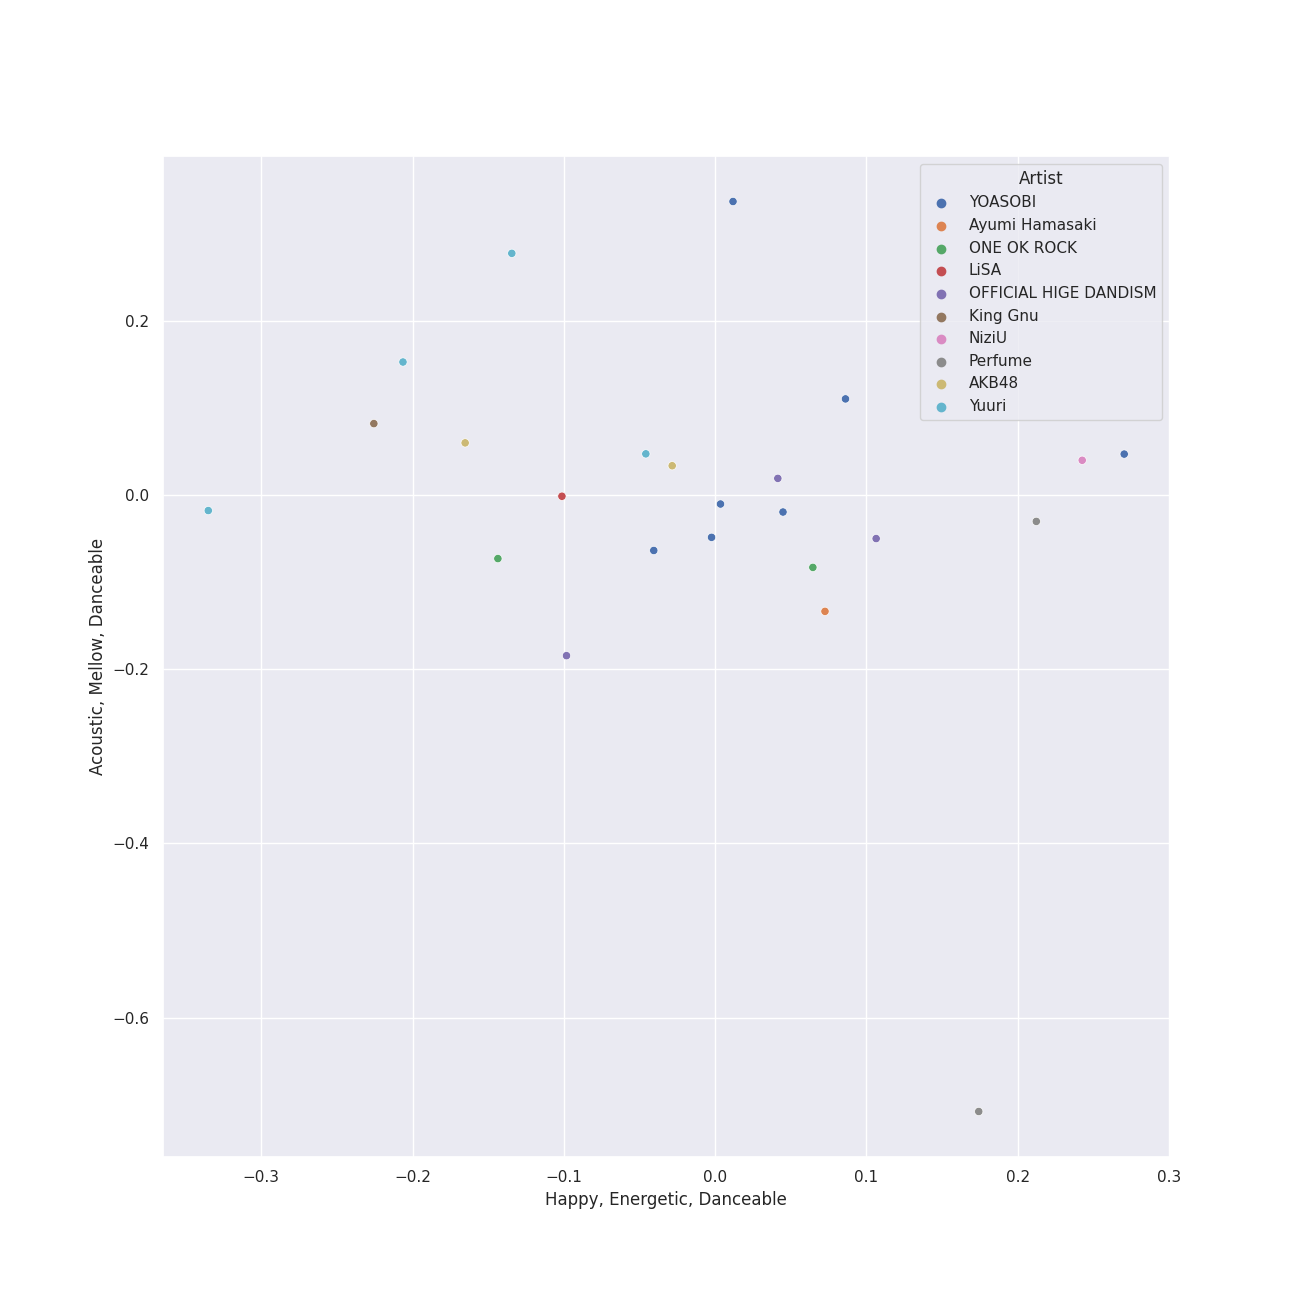 Artist
YOASOBI
Ayumi Hamasaki
ONE OK ROCK
LiSA
OFFICIAL HIGE DANDISM
King Gnu
NiziU
Perfume
AKB48
Yuuri
0.2
0.0
−0.2
−0.4
−0.6
Acoustic, Mellow, Danceable
−0.3 −0.2 −0.1 0.0 0.1 0.2 0.3
Happy, Energetic, Danceable